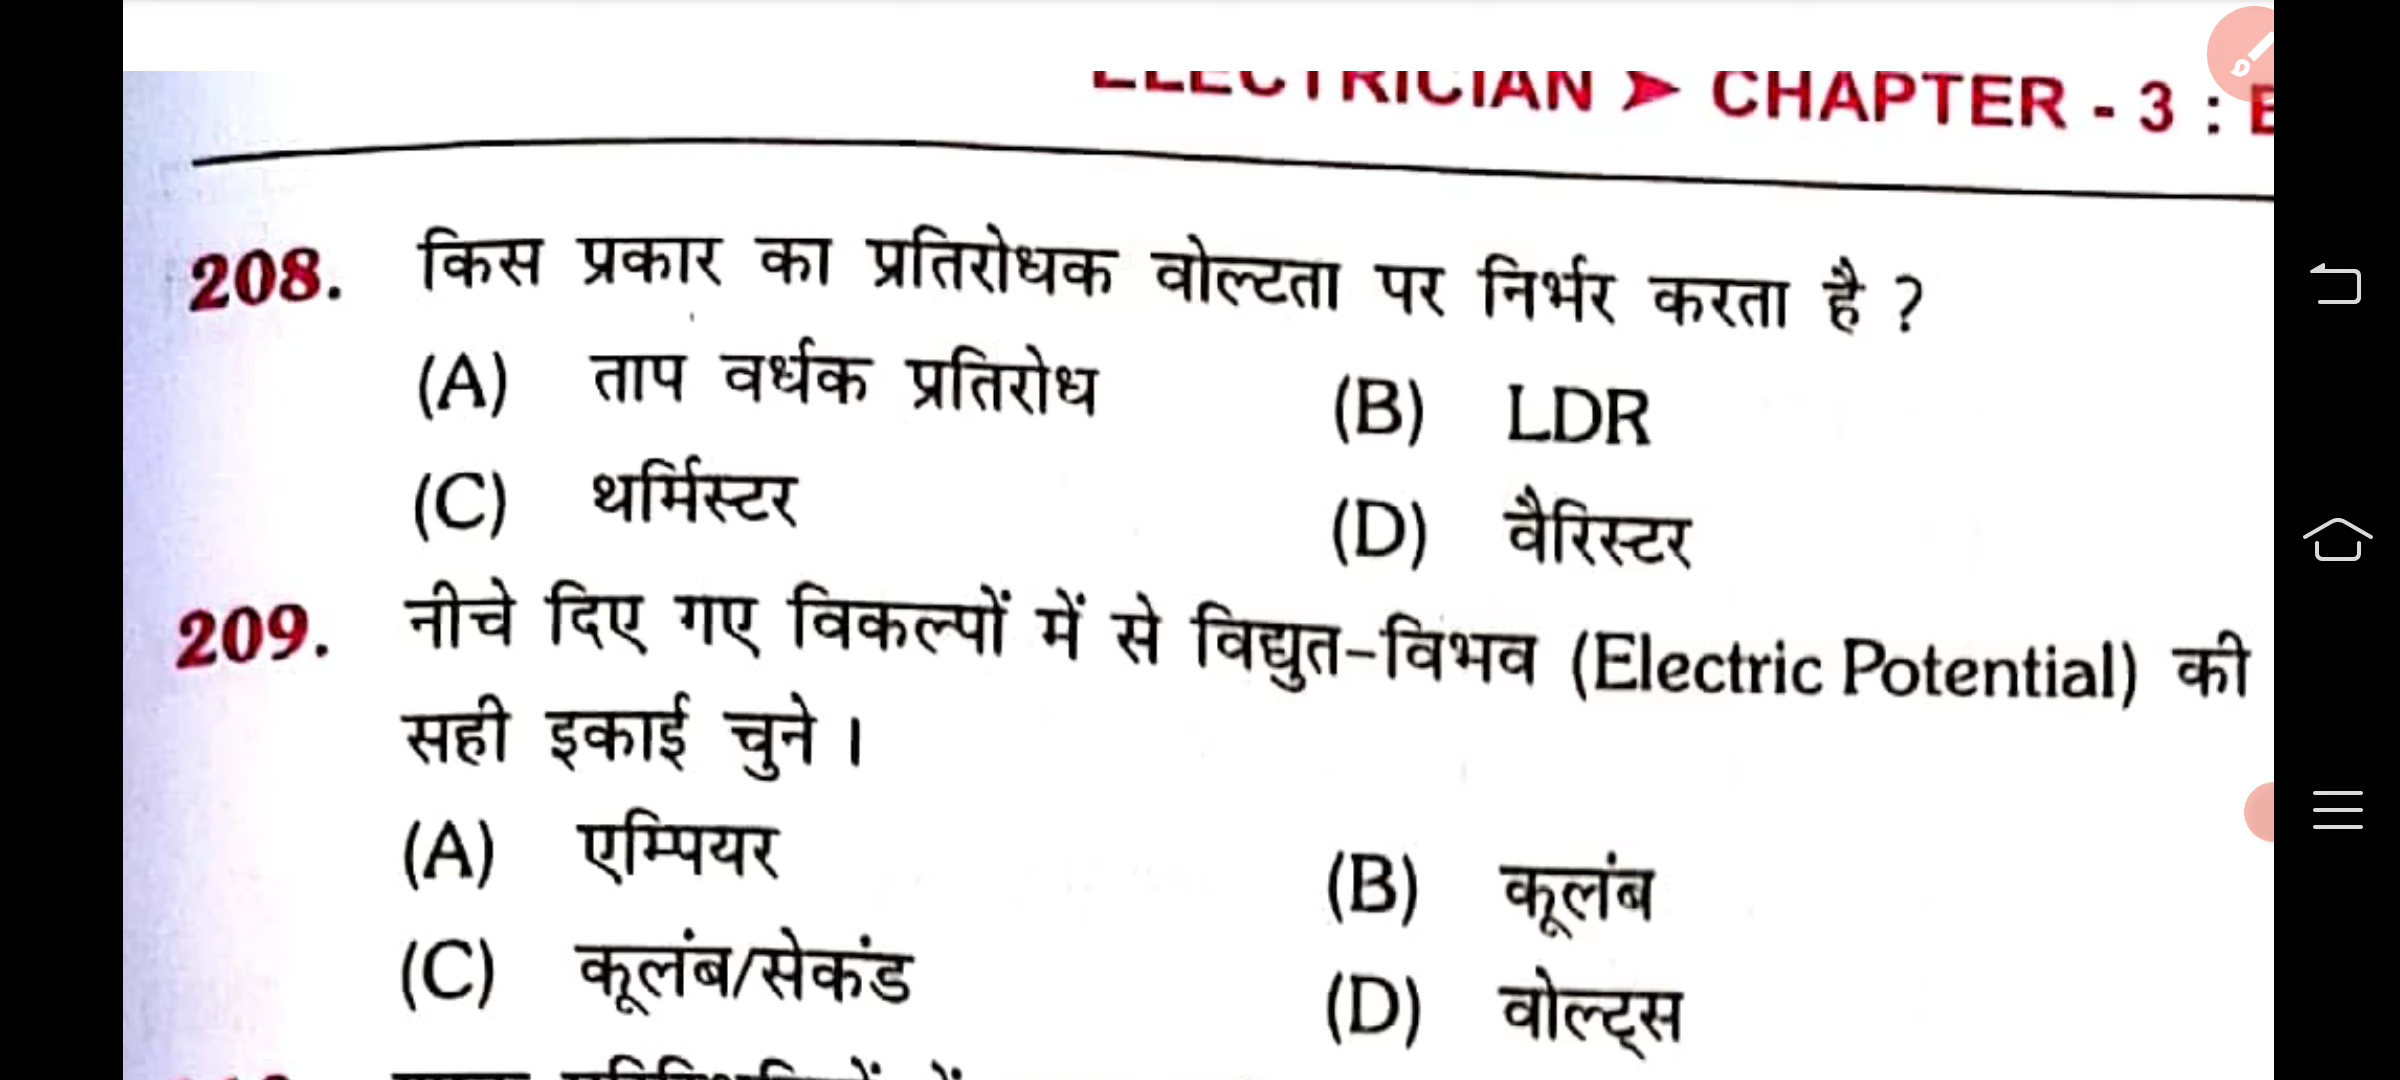 ELECTRICIAN ➤ CHAPTER - 3 :
208. किस प्रकार का प्रतिरोधक वोल्टता पर निर्भर करता है ?
(A) ताप वर्धक प्रतिरोध (B) LDR
(C) थर्मिस्टर (D) वैरिस्टर
209. नीचे दिए गए विकल्पों में से विद्युत-विभव (Electric Potential) की
सही इकाई चुने।
(A) एम्पियर (B) कूलंब
(C) कूलंब/सेकंड (D) वोल्ट्स